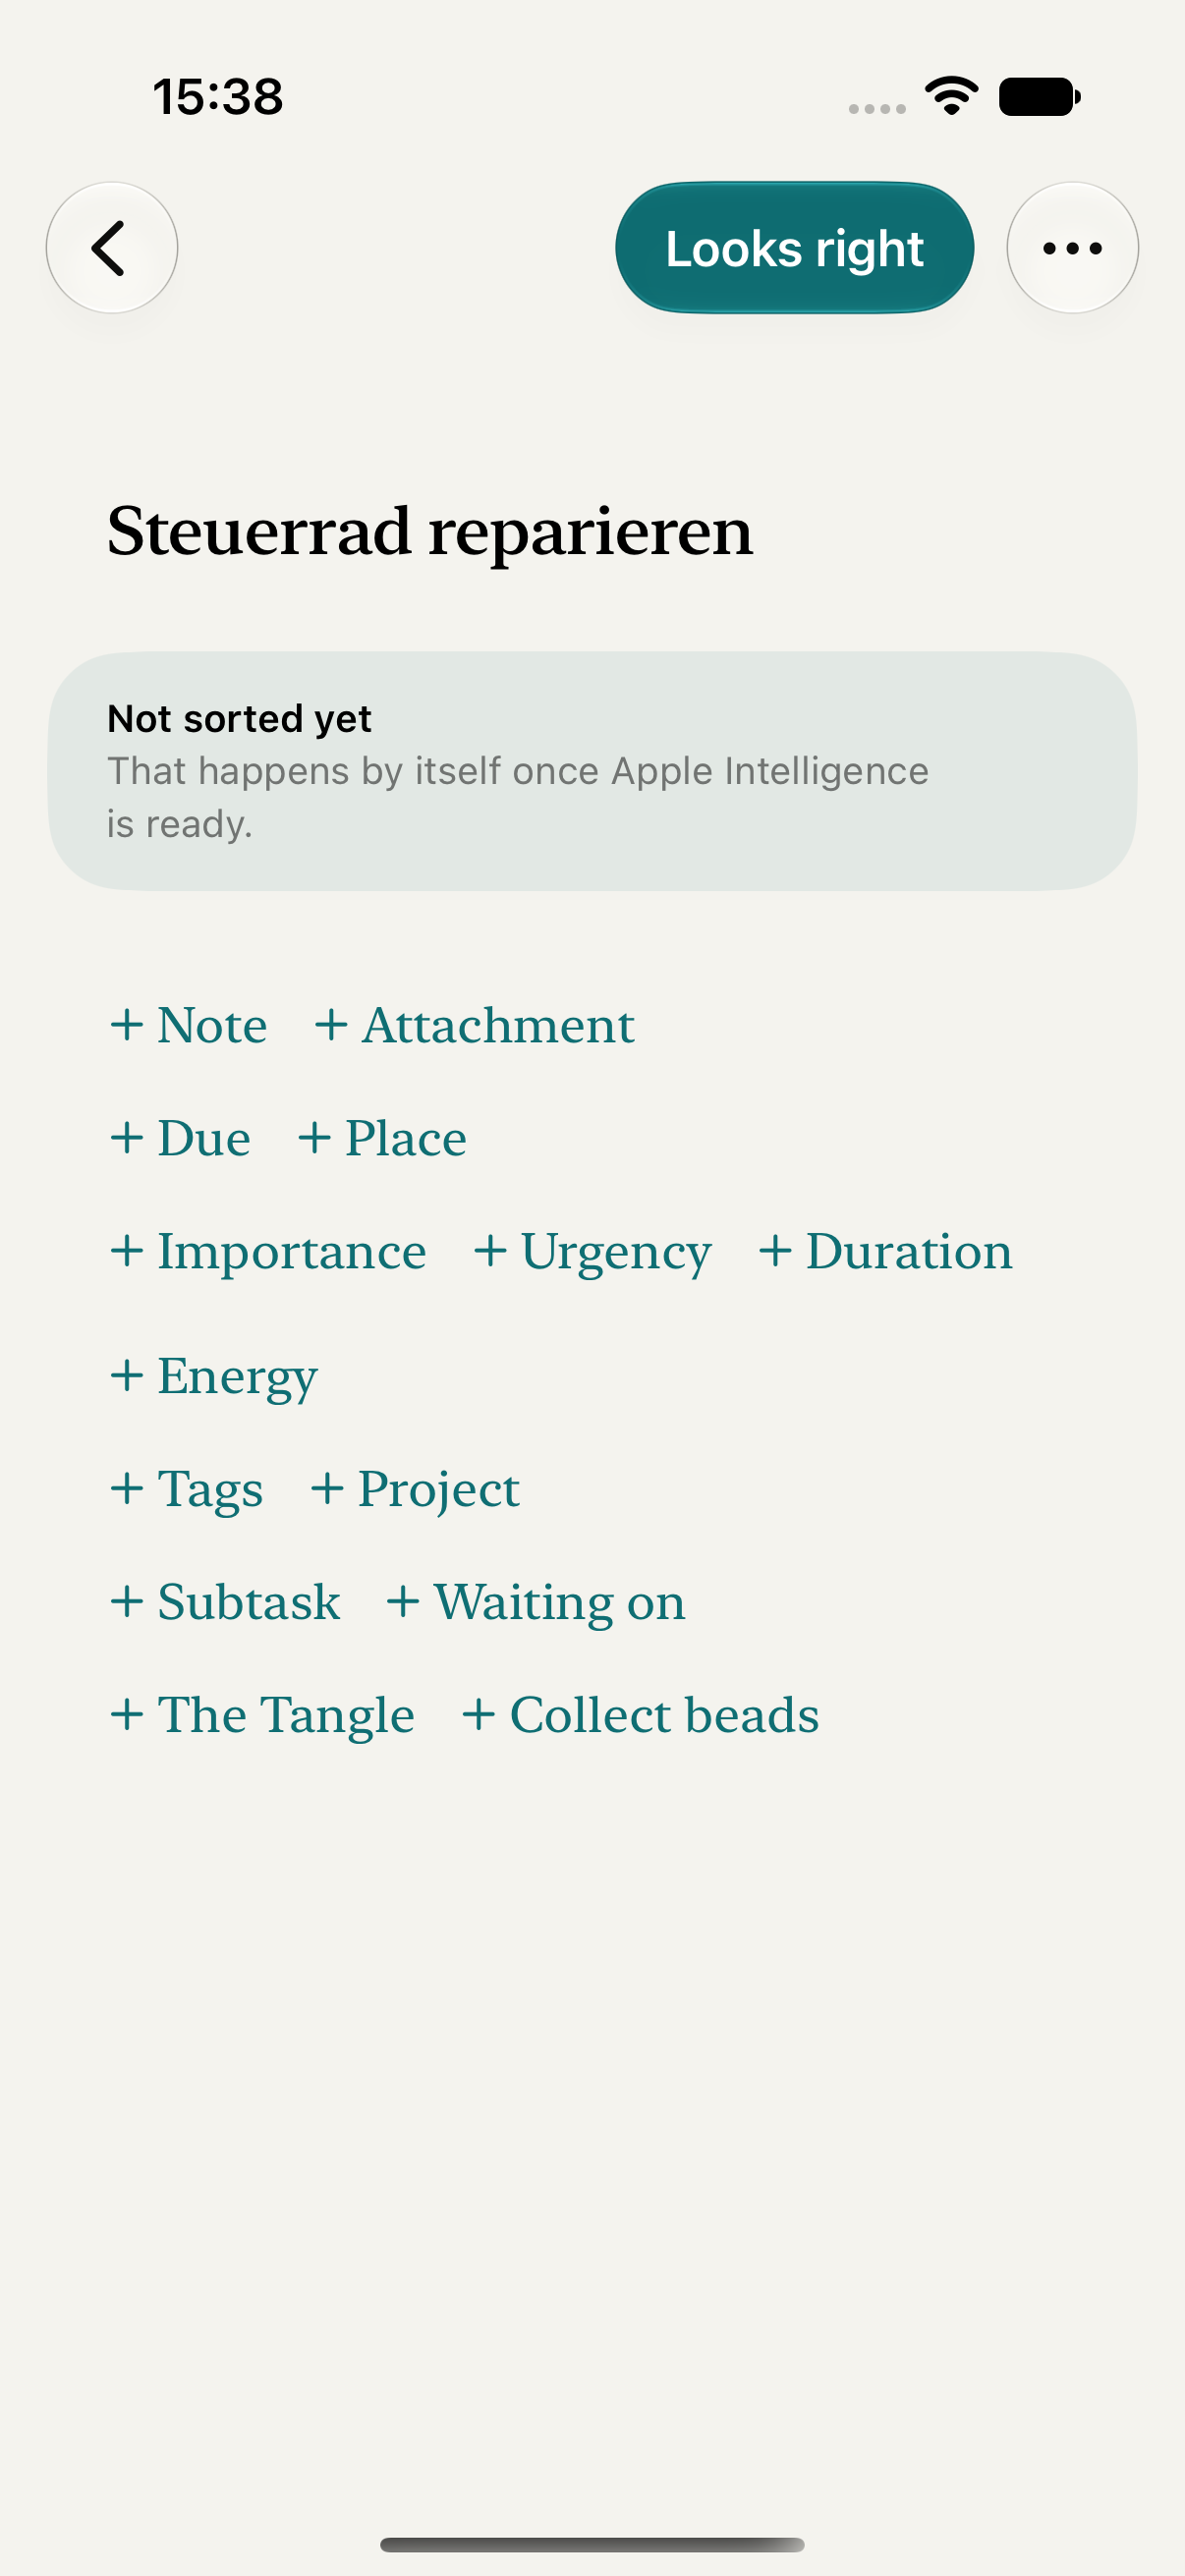 15:38
Looks right
Steuerrad reparieren
Not sorted yet
That happens by itself once Apple Intelligence
is ready.
+ Note + Attachment
+ Due + Place
+ Importance + Urgency + Duration
+ Energy
+ Tags + Project
+ Subtask + Waiting on
+ The Tangle + Collect beads